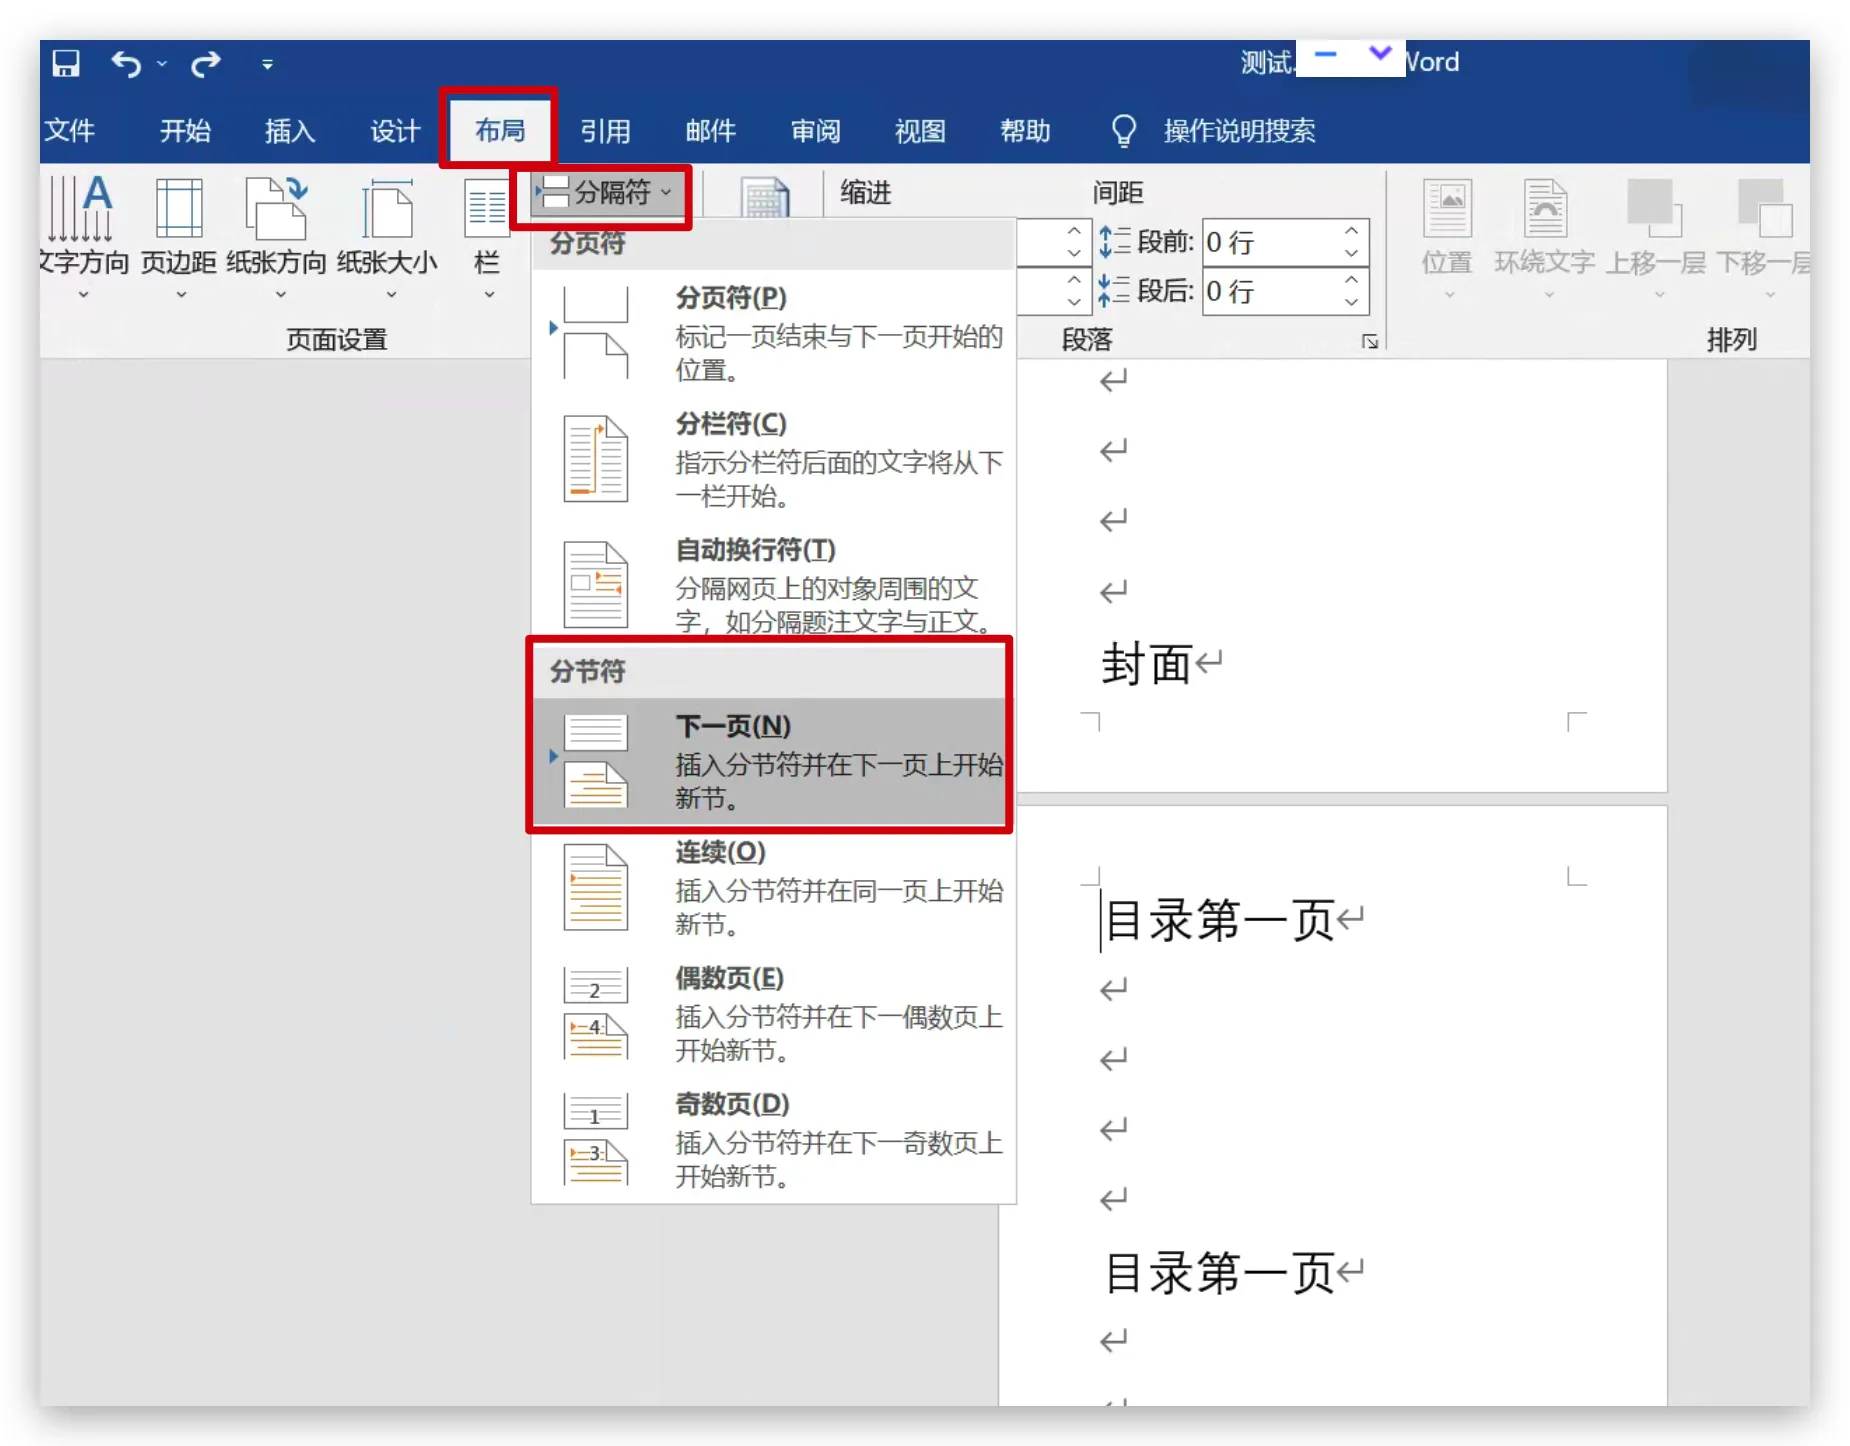 测试. Word
文件 开始 插入 设计 布局 引用 邮件 审阅 视图 帮助 操作说明搜索
文字方向 页边距 纸张方向 纸张大小 栏
页面设置
分隔符
缩进 间距
段前: 0 行
段后: 0 行
段落
位置 环绕文字 上移一层 下移一层
排列
分页符
分页符(P)
标记一页结束与下一页开始的
位置。
分栏符(C)
指示分栏符后面的文字将从下
一栏开始。
自动换行符(T)
分隔网页上的对象周围的文
字，如分隔题注文字与正文。
分节符
下一页(N)
插入分节符并在下一页上开始
新节。
连续(O)
插入分节符并在同一页上开始
新节。
偶数页(E)
插入分节符并在下一偶数页上
开始新节。
奇数页(D)
插入分节符并在下一奇数页上
开始新节。
2
4
1
3
封面
目录第一页
目录第一页